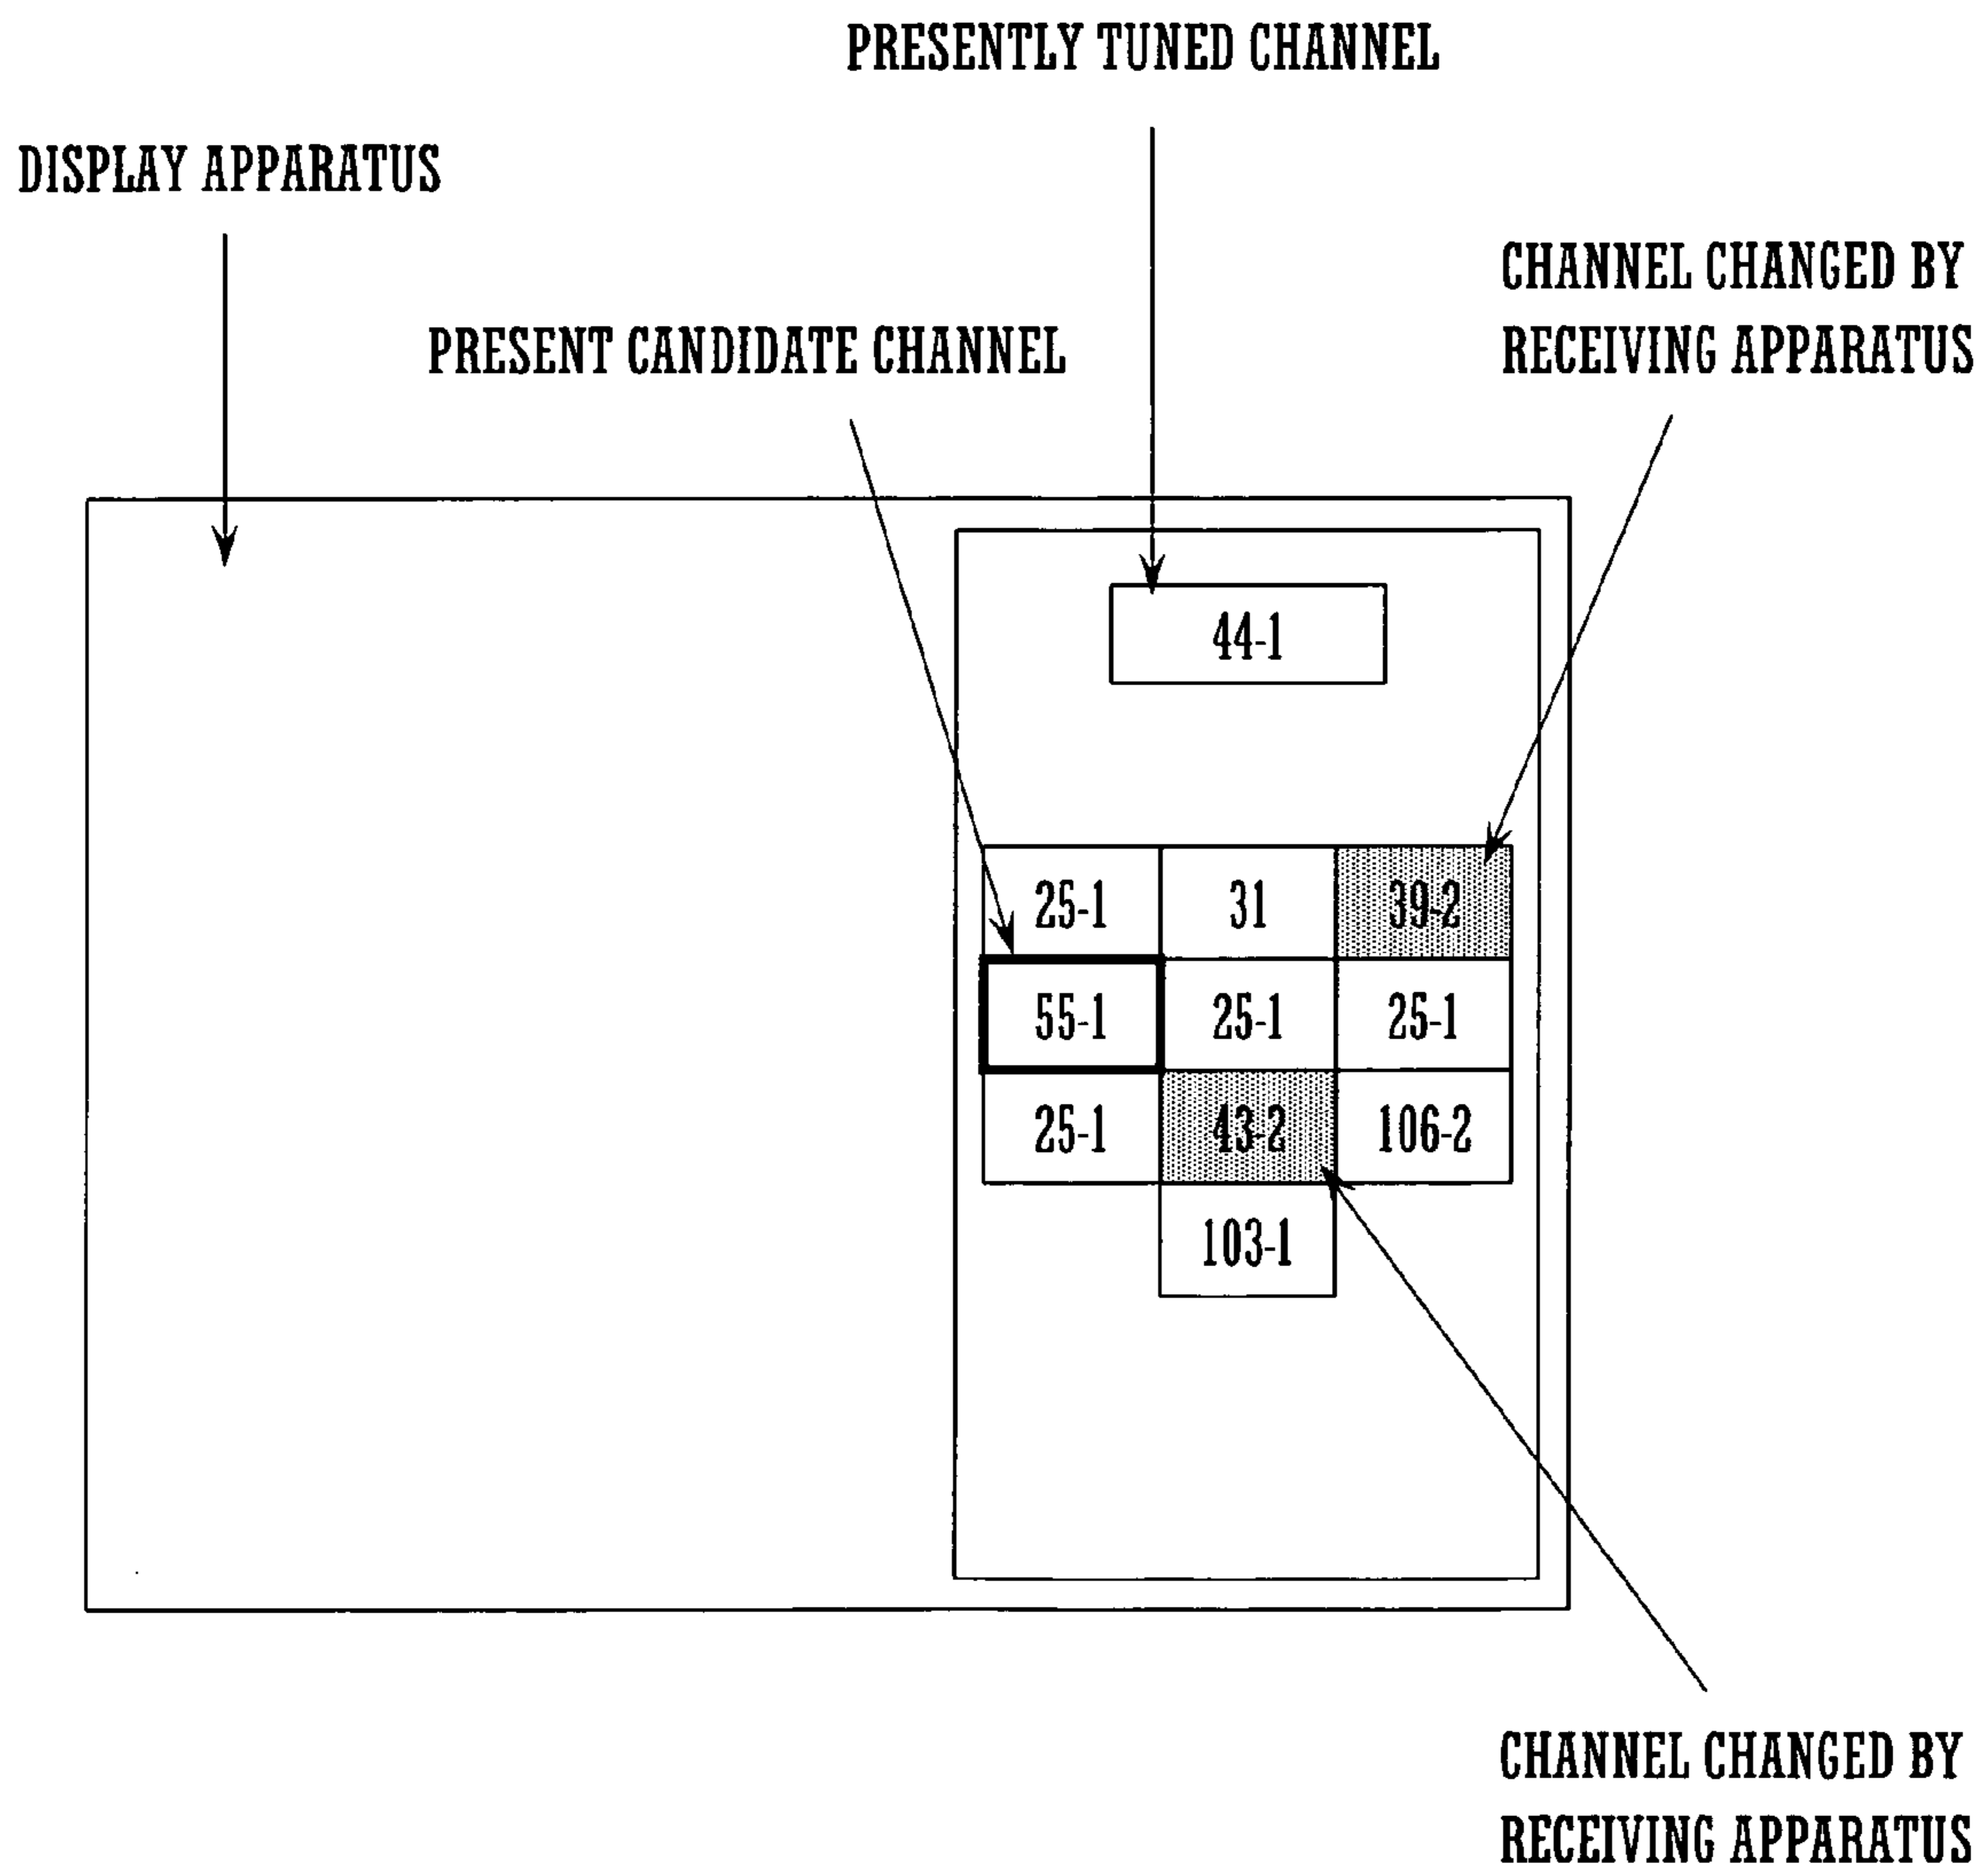 PRESENTLY TUNED CHANNEL
DISPLAY APPARATUS
CHANNEL CHANGED BY
RECEIVING APPARATUS
PRESENT CANDIDATE CHANNEL
44-1
25-1 31 39-2
55-1 25-1 25-1
25-1 43-2 106-2
103-1
CHANNEL CHANGED BY
RECEIVING APPARATUS